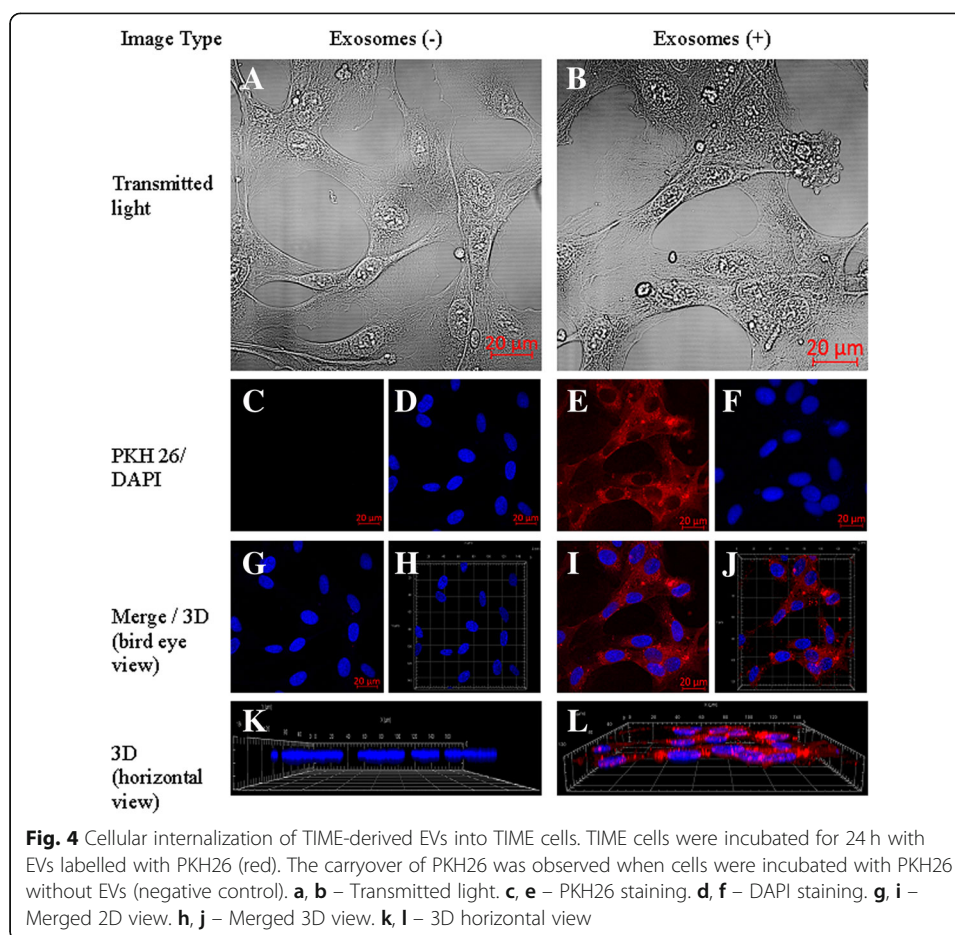 Image Type
Exosomes (-)
Exosomes (+)
Transmitted light
A
B
20 µm
20 µm
PKH 26/ DAPI
C
D
E
F
20 µm
20 µm
20 µm
20 µm
Merge / 3D (bird eye view)
G
H
I
J
20 µm
20 µm
3D (horizontal view)
K
L
Fig. 4 Cellular internalization of TIME-derived EVs into TIME cells. TIME cells were incubated for 24 h with
EVs labelled with PKH26 (red). The carryover of PKH26 was observed when cells were incubated with PKH26
without EVs (negative control). a, b – Transmitted light. c, e – PKH26 staining. d, f – DAPI staining. g, i –
Merged 2D view. h, j – Merged 3D view. k, l – 3D horizontal view